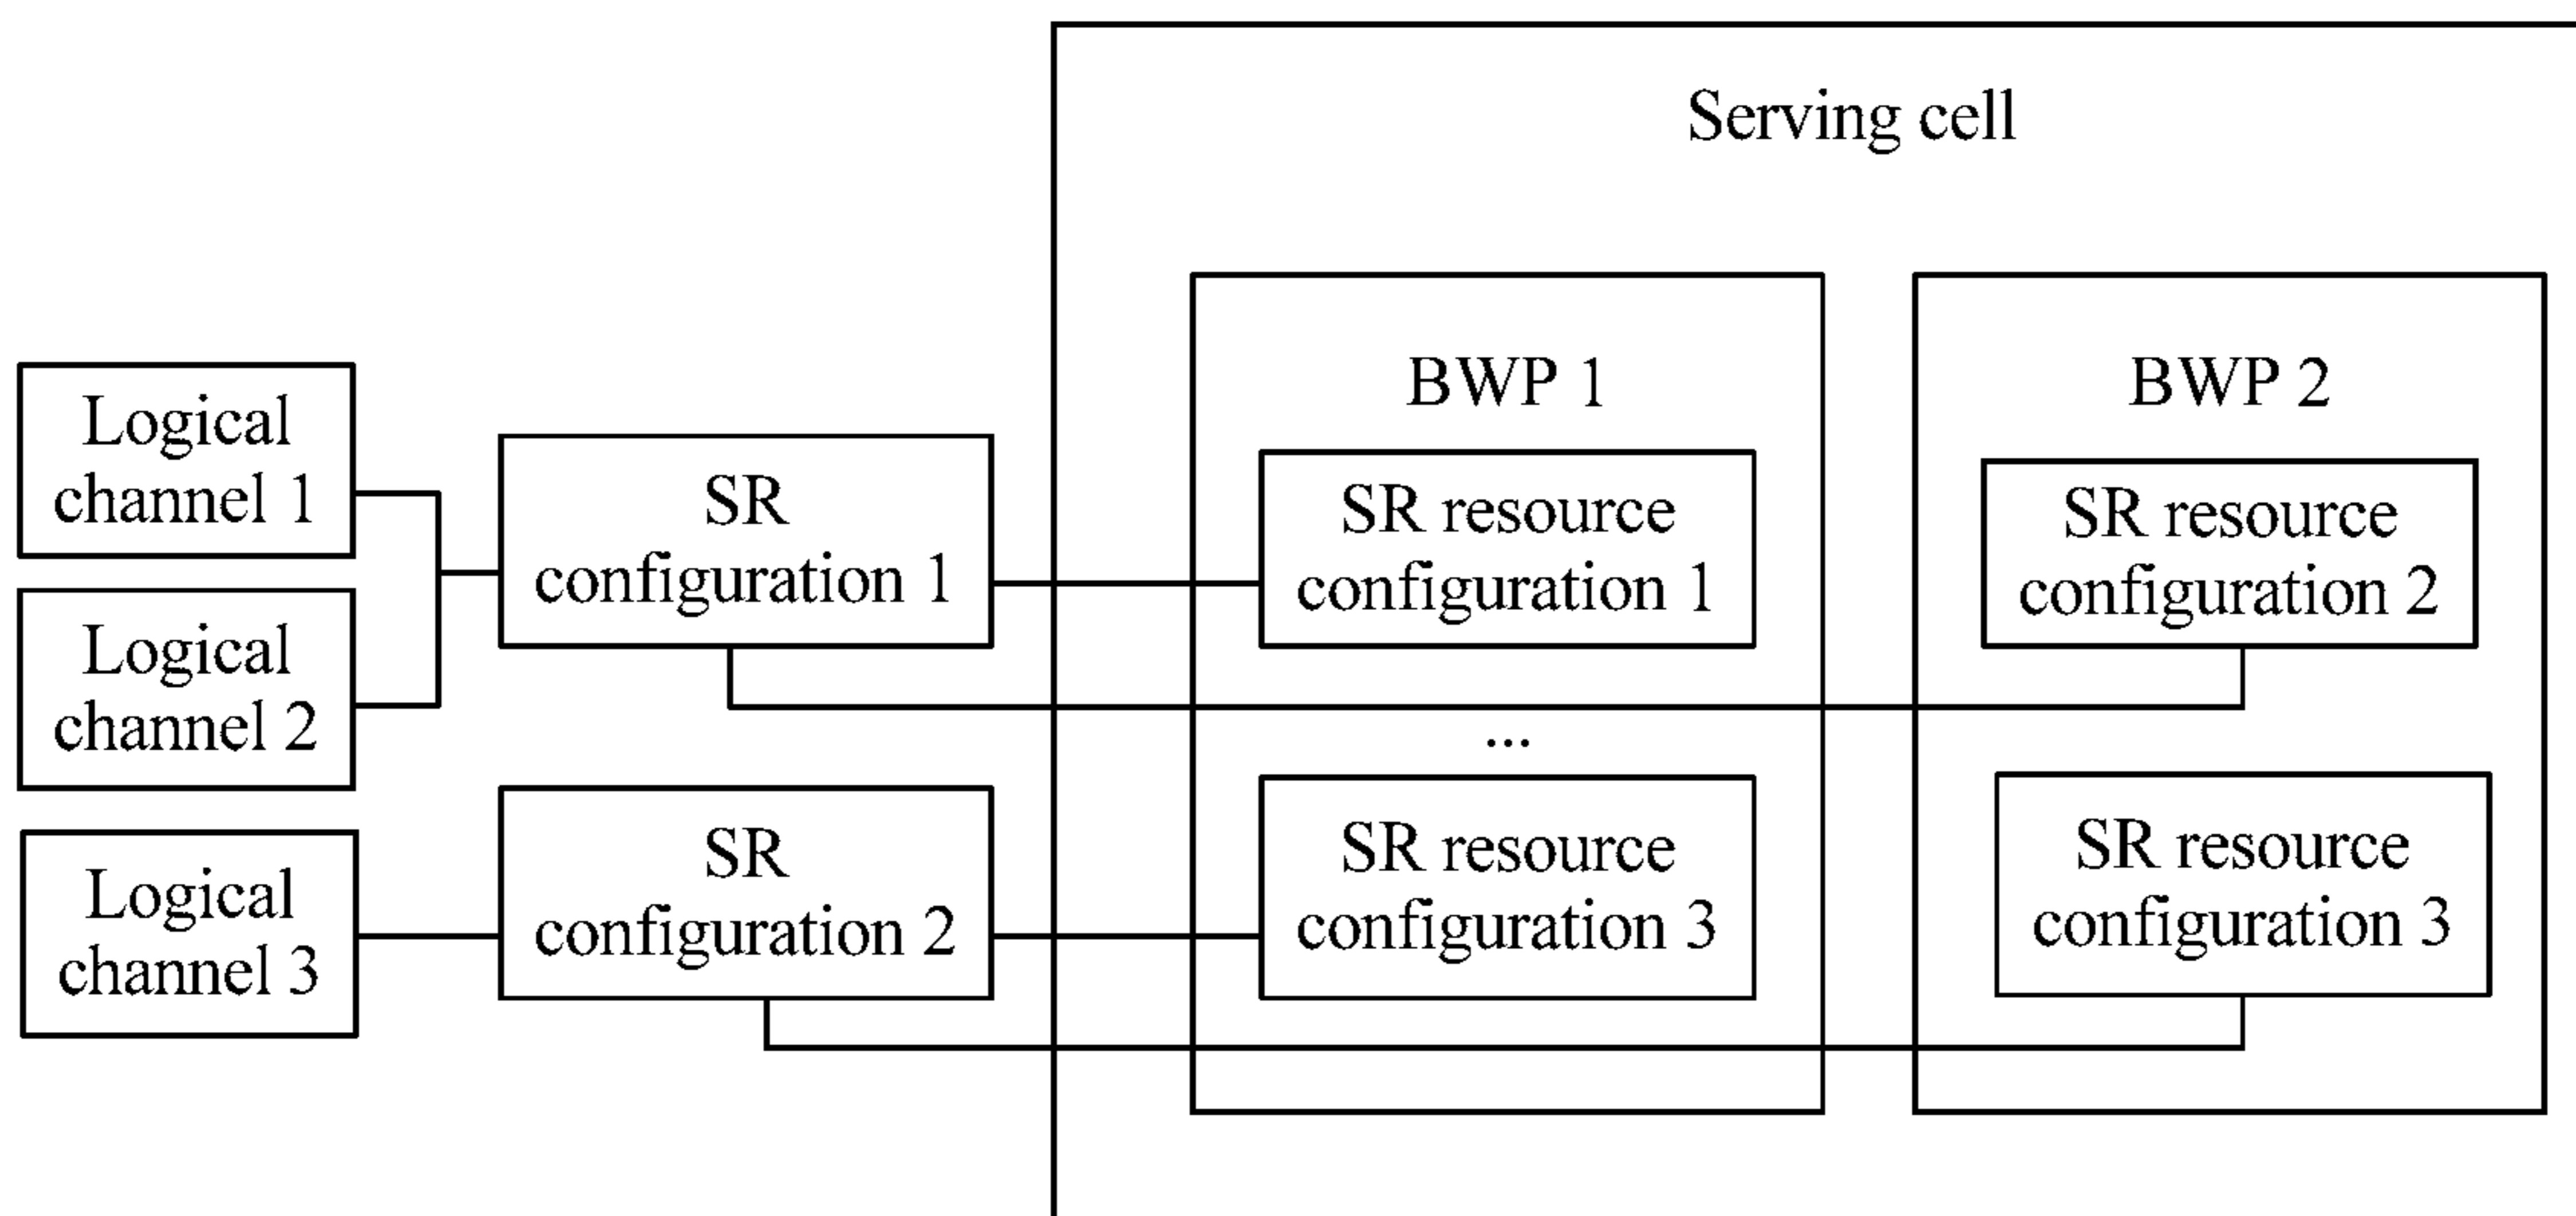 Serving cell
Logical
channel 1
Logical
channel 2
Logical
channel 3
SR
configuration 1
SR
configuration 2
BWP 1
SR resource
configuration 1
...
SR resource
configuration 3
BWP 2
SR resource
configuration 2
SR resource
configuration 3